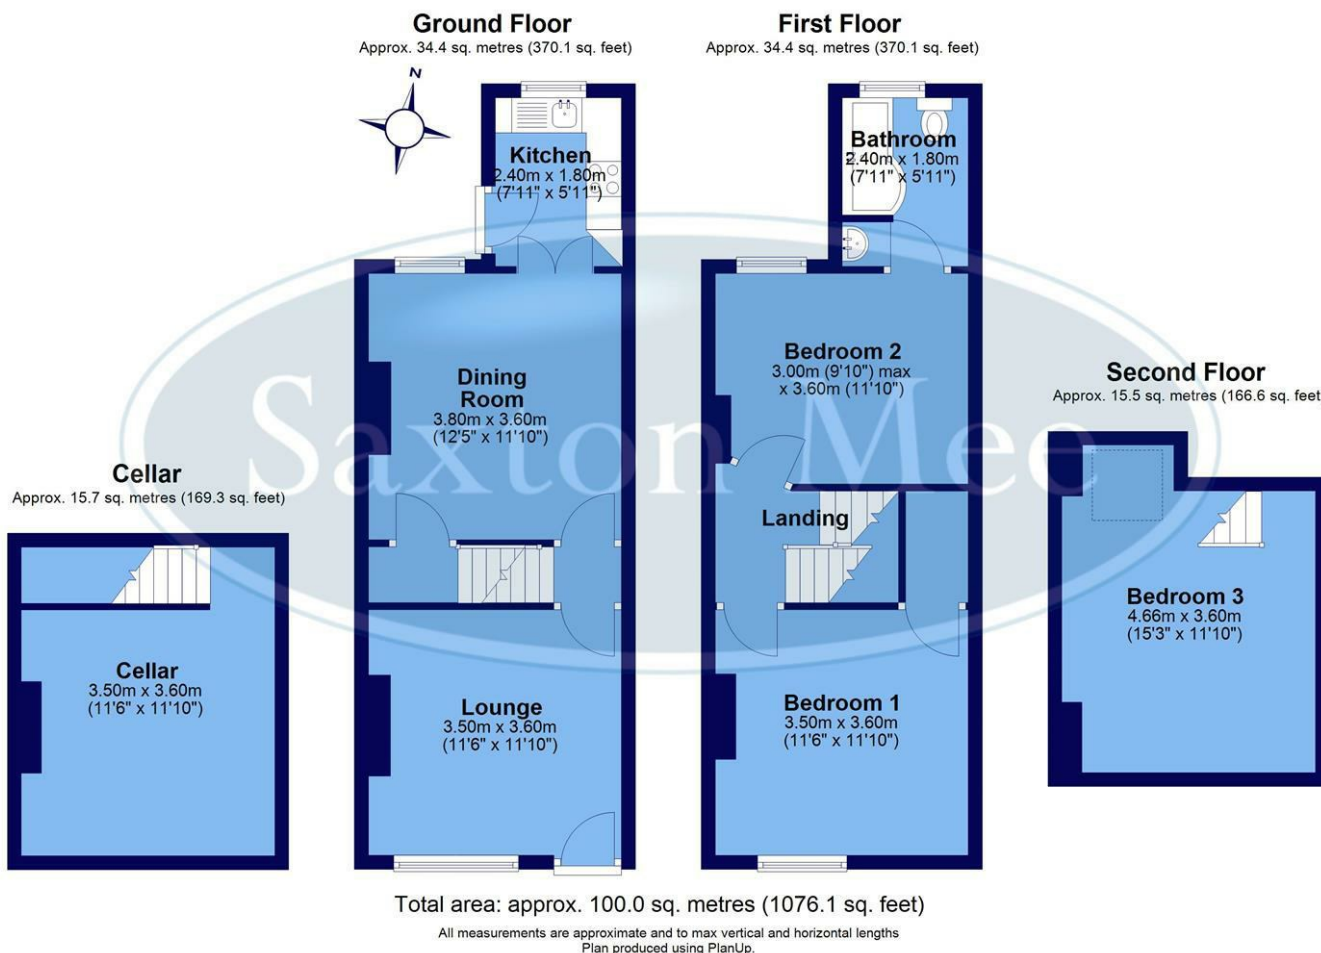 Ground Floor
Approx. 34.4 sq. metres (370.1 sq. feet)
First Floor
Approx. 34.4 sq. metres (370.1 sq. feet)
N
Kitchen
2.40m x 1.80m
(7'11" x 5'11")
Bathroom
2.40m x 1.80m
(7'11" x 5'11")
Dining
Room
3.80m x 3.60m
(12'5" x 11'10")
Bedroom 2
3.00m (9'10") max
x 3.60m (11'10")
Second Floor
Approx. 15.5 sq. metres (166.6 sq. feet
Saxton Mee
Cellar
Approx. 15.7 sq. metres (169.3 sq. feet)
Landing
Cellar
3.50m x 3.60m
(11'6" x 11'10")
Lounge
3.50m x 3.60m
(11'6" x 11'10")
Bedroom 1
3.50m x 3.60m
(11'6" x 11'10")
Bedroom 3
4.66m x 3.60m
(15'3" x 11'10")
Total area: approx. 100.0 sq. metres (1076.1 sq. feet)
All measurements are approximate and to max vertical and horizontal lengths
Plan produced using PlanUp.